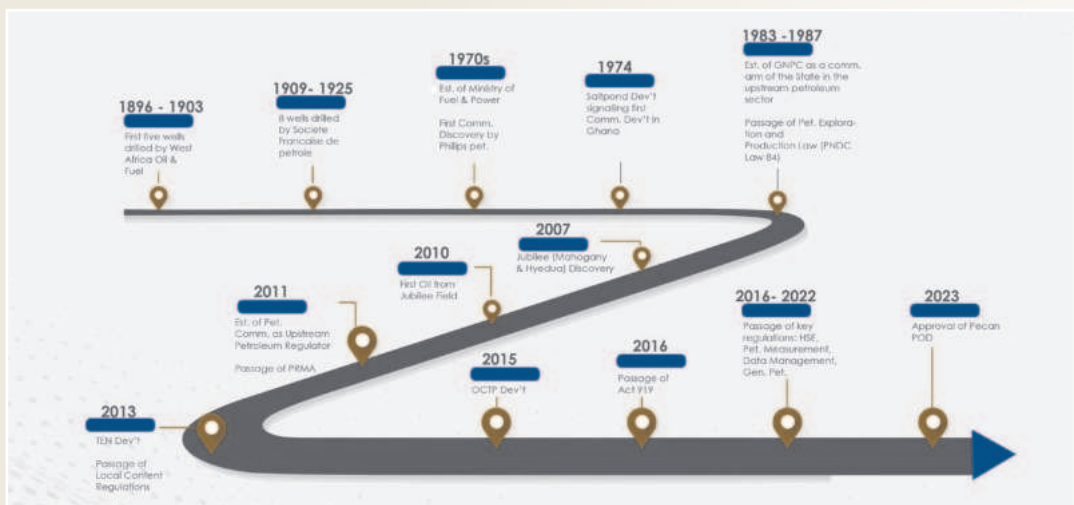 1896 - 1903
First five wells
drilled by West
Africa Oil &
Fuel
1909- 1925
8 wells drilled
by Societe
Francaise de
petrole
1970s
Est. of Ministry of
Fuel & Power
First Comm.
Discovery by
Philips pet.
1974
Saltpond Dev't
signaling first
Comm. Dev't in
Ghana
1983 -1987
Est. of GNPC as a comm.
arm of the State in the
upstream petroleum
sector
Passage of Pet. Explora-
tion and
Production Law (PNDC
Law 84)
2007
Jubilee (Mahogany
& Hyedua) Discovery
2010
First Oil from
Jubilee Field
2011
Est. of Pet.
Comm. as Upstream
Petroleum Regulator
Passage of PRMA
2013
TEN Dev't
Passage of
Local Content
Regulations
2015
OCTP Dev't
2016
Passage of
Act 919
2016- 2022
Passage of key
regulations: HSE,
Pet. Measurement,
Data Management,
Gen. Pet.
2023
Approval of Pecan
POD